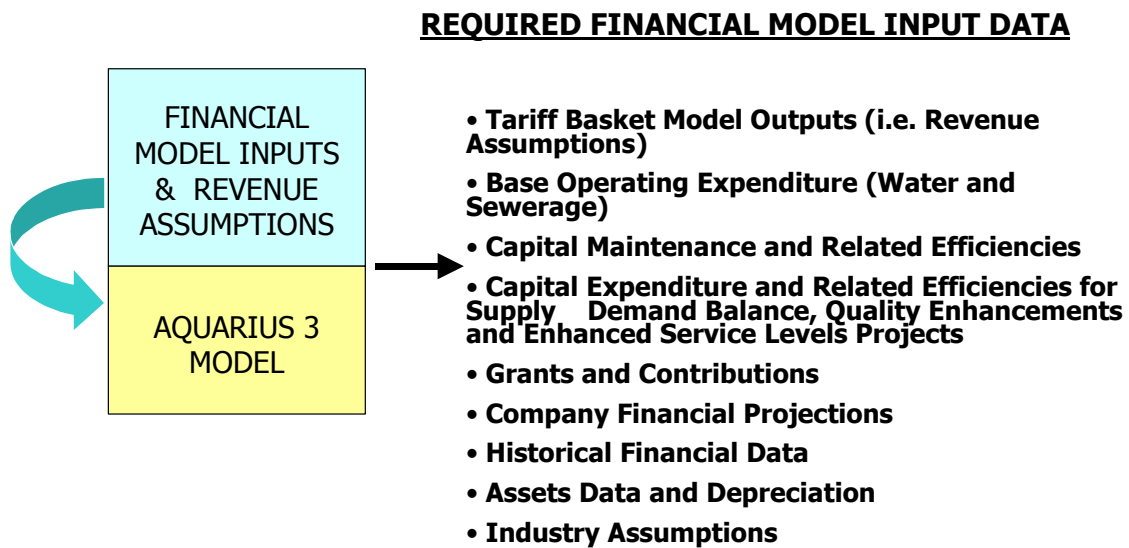 REQUIRED FINANCIAL MODEL INPUT DATA
FINANCIAL
MODEL INPUTS
& REVENUE
ASSUMPTIONS
AQUARIUS 3
MODEL
• Tariff Basket Model Outputs (i.e. Revenue
Assumptions)
• Base Operating Expenditure (Water and
Sewerage)
• Capital Maintenance and Related Efficiencies
• Capital Expenditure and Related Efficiencies for
Supply Demand Balance, Quality Enhancements
and Enhanced Service Levels Projects
• Grants and Contributions
• Company Financial Projections
• Historical Financial Data
• Assets Data and Depreciation
• Industry Assumptions